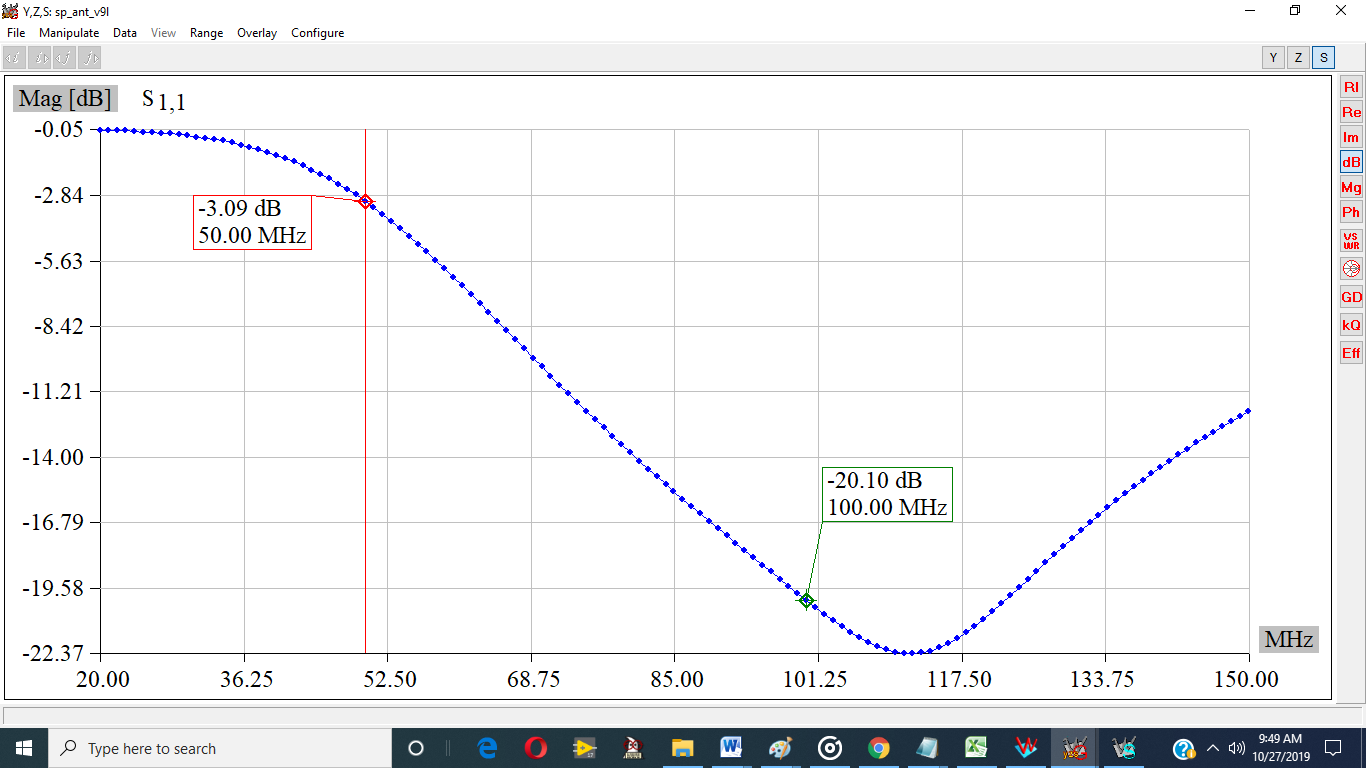 Y,Z,S: sp_ant_v9l
File Manipulate Data View Range Overlay Configure
Y Z S
Mag [dB] S 1,1
RI
Re
Im
dB
Mg
Ph
VS
WR
GD
kQ
Eff
-0.05
-2.84
-5.63
-8.42
-11.21
-14.00
-16.79
-19.58
-22.37
-3.09 dB
50.00 MHz
-20.10 dB
100.00 MHz
MHz
20.00 36.25 52.50 68.75 85.00 101.25 117.50 133.75 150.00
Type here to search
9:49 AM
10/27/2019